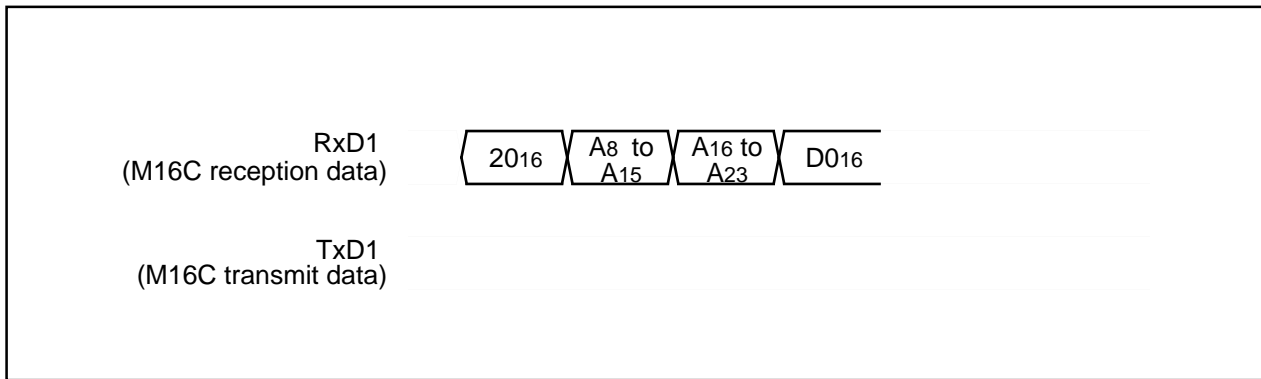 RxD1
(M16C reception data)
2016
A8 to
A15
A16 to
A23
D016
TxD1
(M16C transmit data)